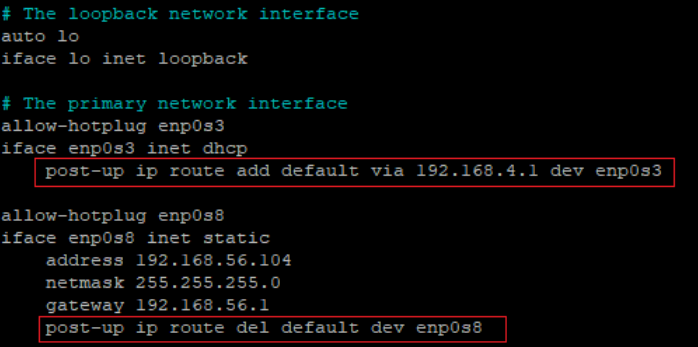 # The loopback network interface
auto lo
iface lo inet loopback
# The primary network interface
allow-hotplug enp0s3
iface enp0s3 inet dhcp
post-up ip route add default via 192.168.4.1 dev enp0s3
allow-hotplug enp0s8
iface enp0s8 inet static
address 192.168.56.104
netmask 255.255.255.0
gateway 192.168.56.1
post-up ip route del default dev enp0s8